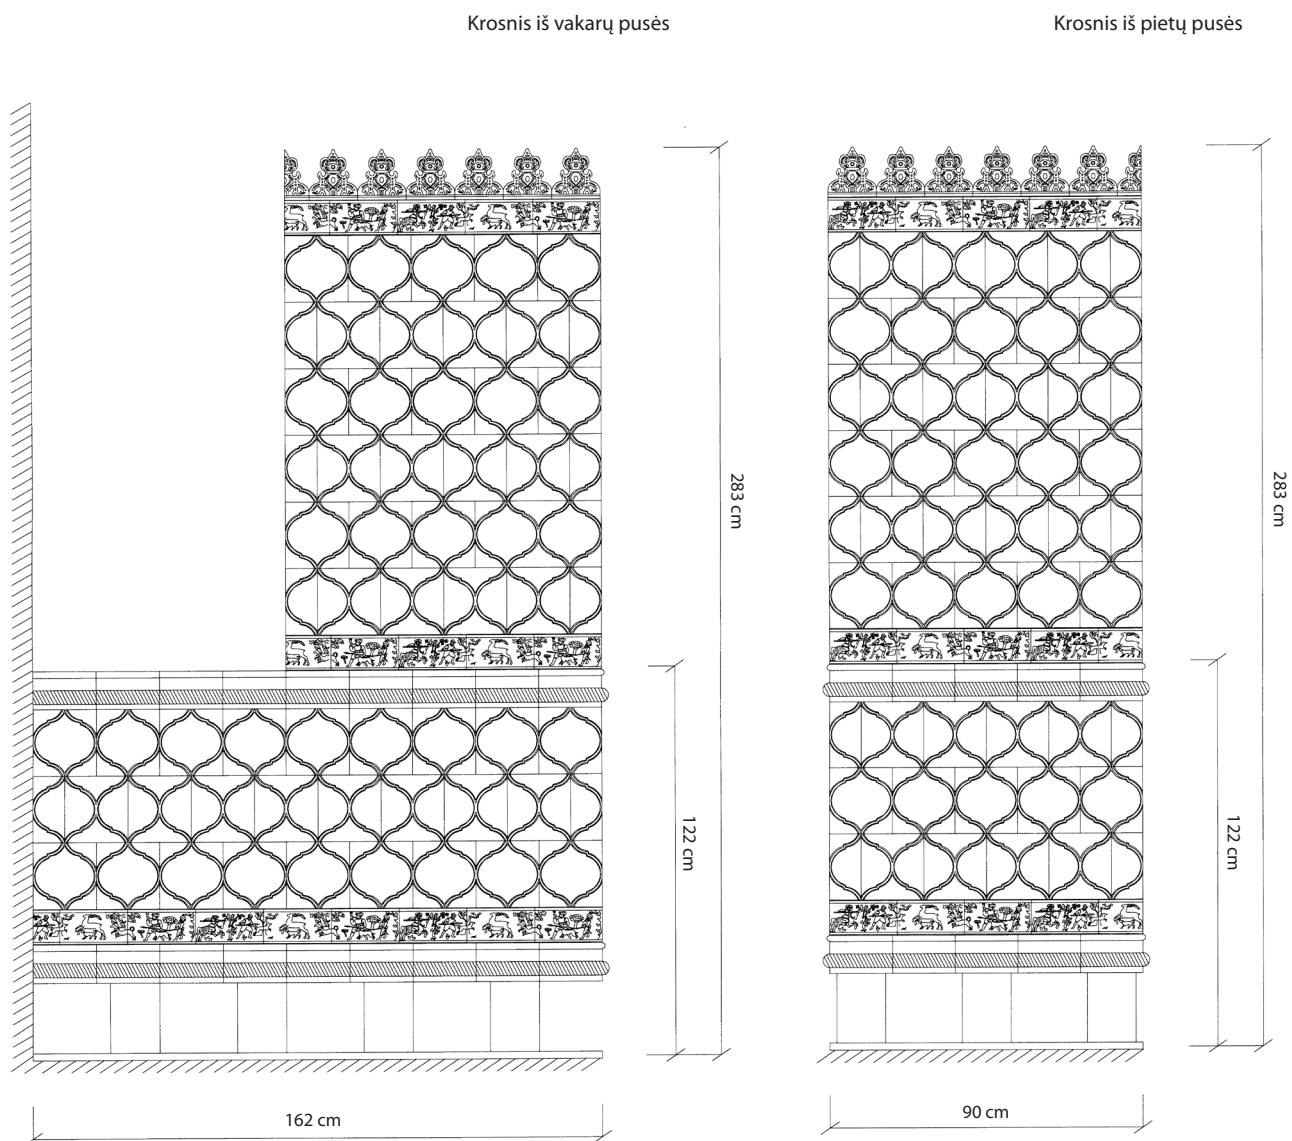 Krosnis iš vakarų pusės
Krosnis iš pietų pusės
283 cm
283 cm
122 cm
122 cm
162 cm
90 cm